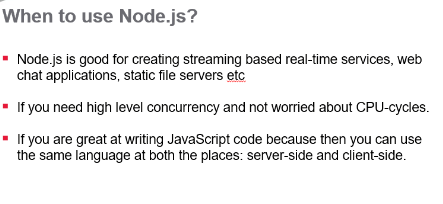 When to use Node.js?
Node.js is good for creating streaming based real-time services, web
chat applications, static file servers etc
If you need high level concurrency and not worried about CPU-cycles.
If you are great at writing JavaScript code because then you can use
the same language at both the places: server-side and client-side.